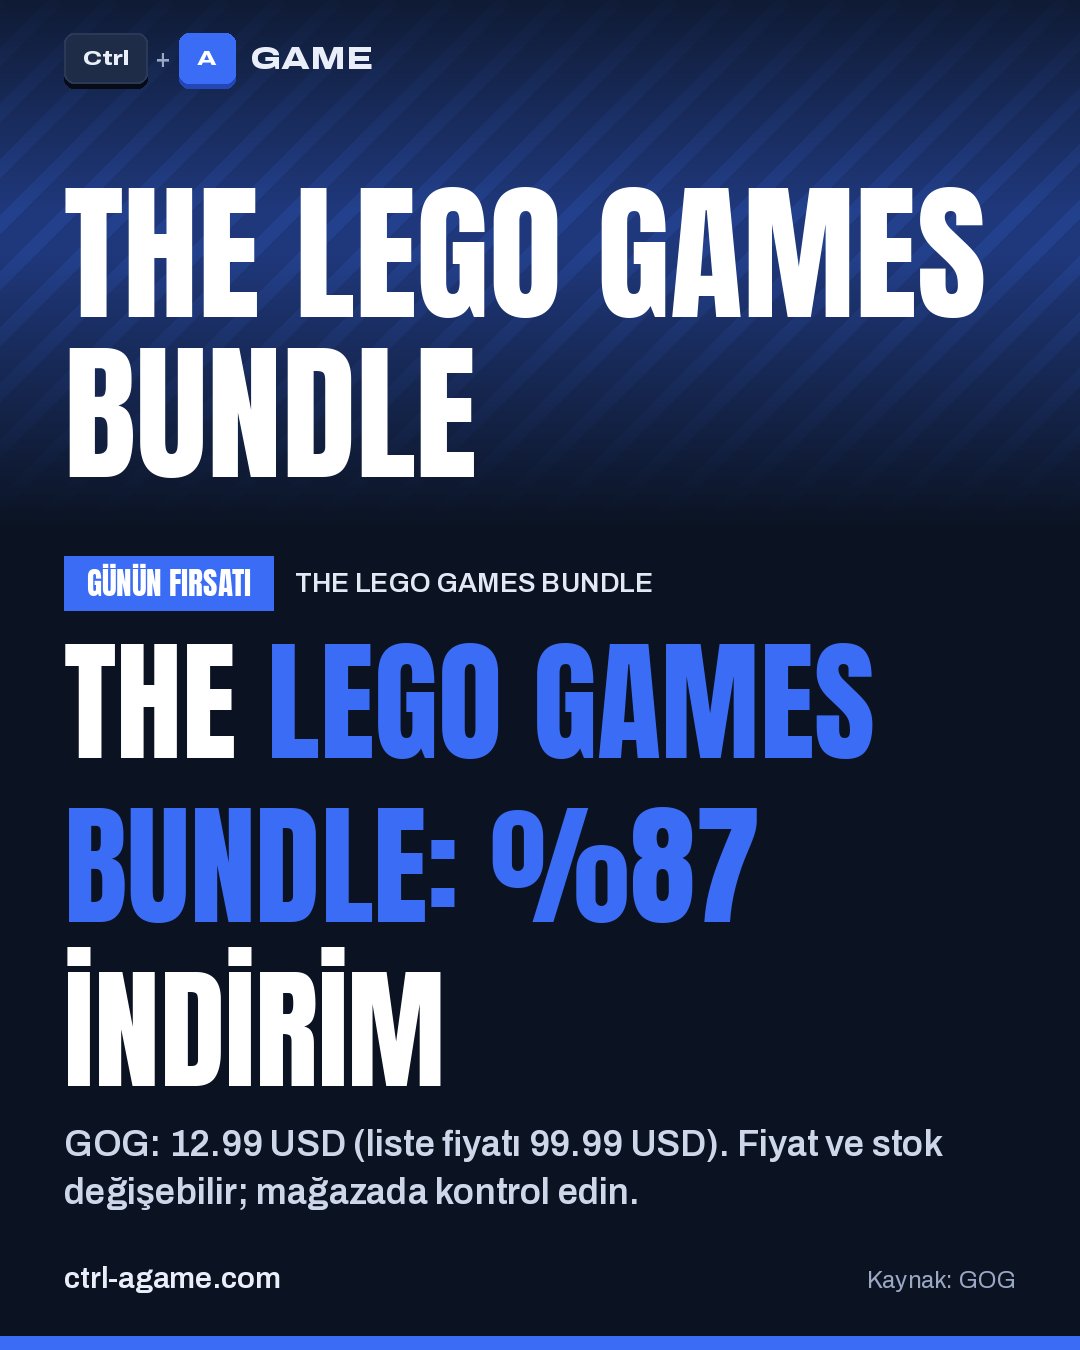 Ctrl + A GAME
THE LEGO GAMES
BUNDLE
GÜNÜN FIRSATI THE LEGO GAMES BUNDLE
THE LEGO GAMES
BUNDLE: %87
İNDİRİM
GOG: 12.99 USD (liste fiyatı 99.99 USD). Fiyat ve stok
değişebilir; mağazada kontrol edin.
ctrl-agame.com Kaynak: GOG